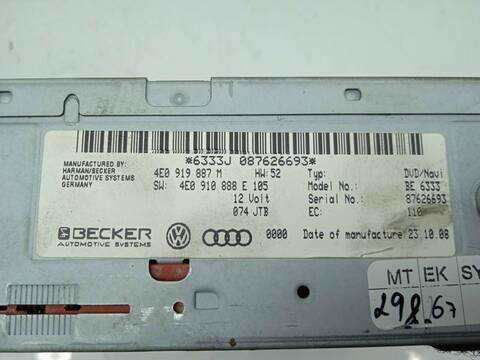 *6333J 087626693*
MANUFACTURED BY:
HARMAN/BECKER
AUTOMOTIVE SYSTEMS
GERMANY
4E0 919 887 M HW:52
SW: 4E0 910 888 E 105
12 Volt
074 JTB
Typ: DVD/Navi
Model No.: BE 6333
Serial No.: 87626693
EC: 110
BECKER
AUTOMOTIVE SYSTEMS
0000 Date of manufacture: 23.10.08
MT EK SY
298 67